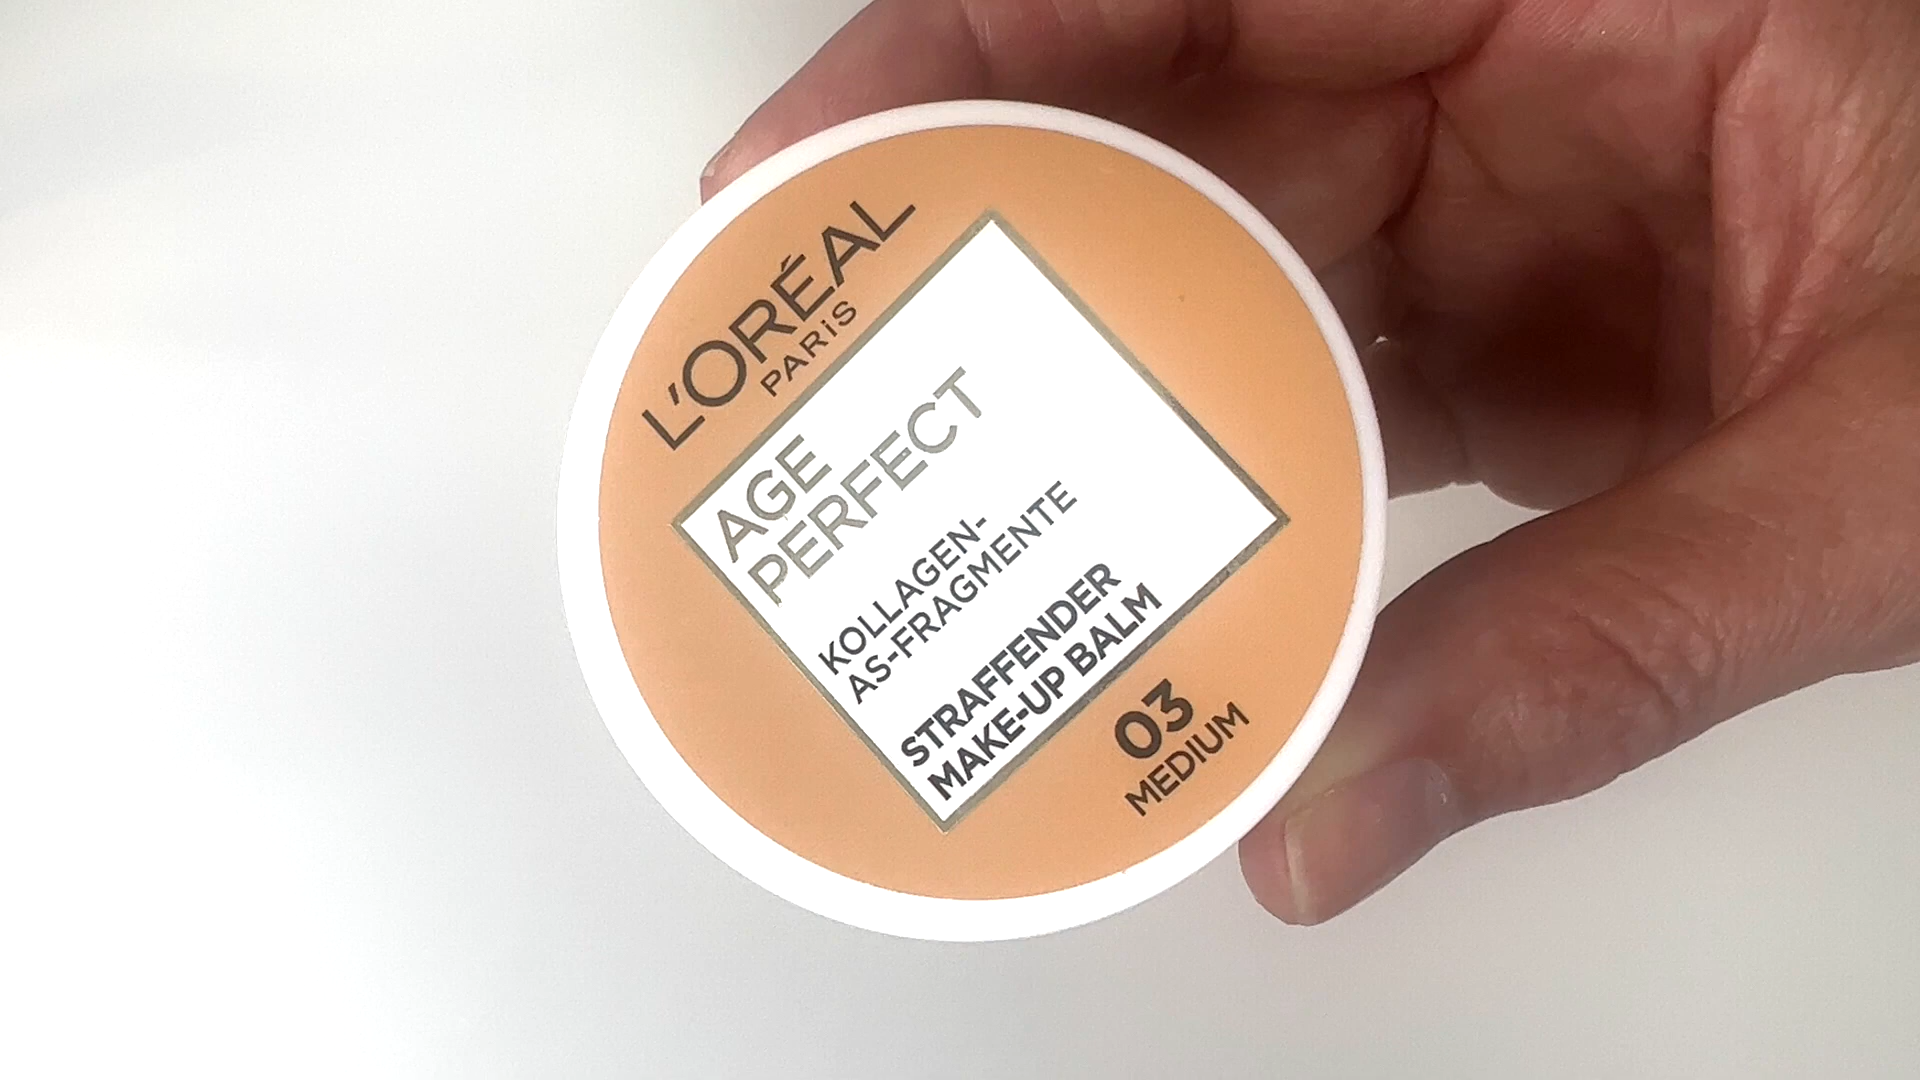 L'ORÉAL
PARiS
AGE
PERFECT
KOLLAGEN-
AS-FRAGMENTE
STRAFFENDER
MAKE-UP BALM
03
MEDIUM